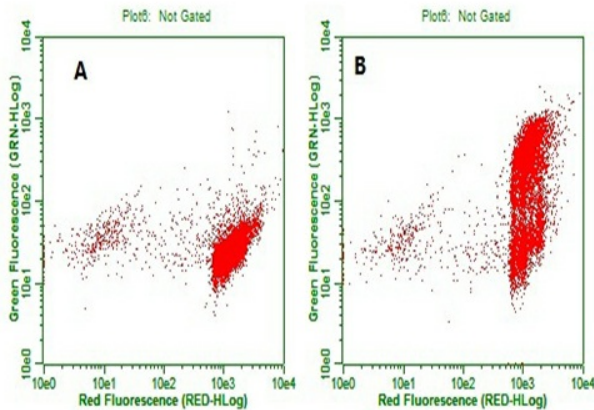 Plot6: Not Gated
A
Green Fluorescence (GRN-HLog)
10e4
10e3
10e2
10e1
10e0
10e0 10e1 10e2 10e3 10e4
Red Fluorescence (RED-HLog)
Plot6: Not Gated
B
Green Fluorescence (GRN-HLog)
10e4
10e3
10e2
10e1
10e0
10e0 10e1 10e2 10e3 10e4
Red Fluorescence (RED-HLog)